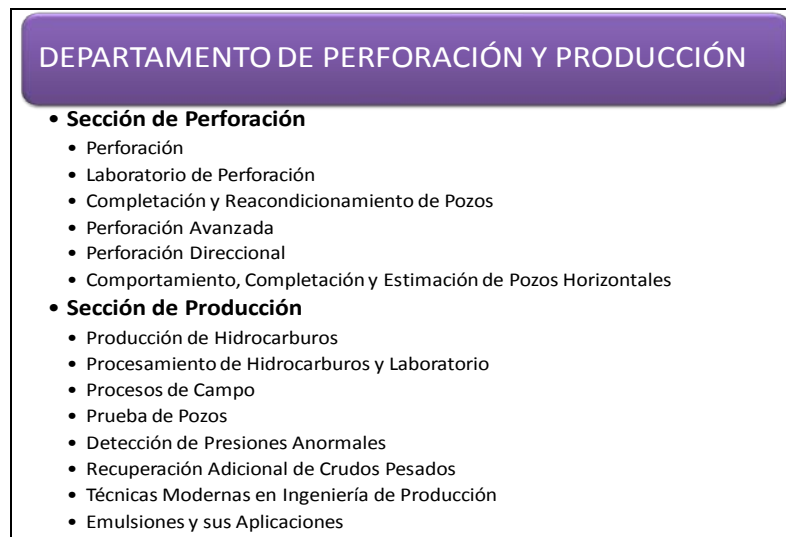 DEPARTAMENTO DE PERFORACIÓN Y PRODUCCIÓN
• Sección de Perforación
• Perforación
• Laboratorio de Perforación
• Completación y Reacondicionamiento de Pozos
• Perforación Avanzada
• Perforación Direccional
• Comportamiento, Completación y Estimación de Pozos Horizontales
• Sección de Producción
• Producción de Hidrocarburos
• Procesamiento de Hidrocarburos y Laboratorio
• Procesos de Campo
• Prueba de Pozos
• Detección de Presiones Anormales
• Recuperación Adicional de Crudos Pesados
• Técnicas Modernas en Ingeniería de Producción
• Emulsiones y sus Aplicaciones